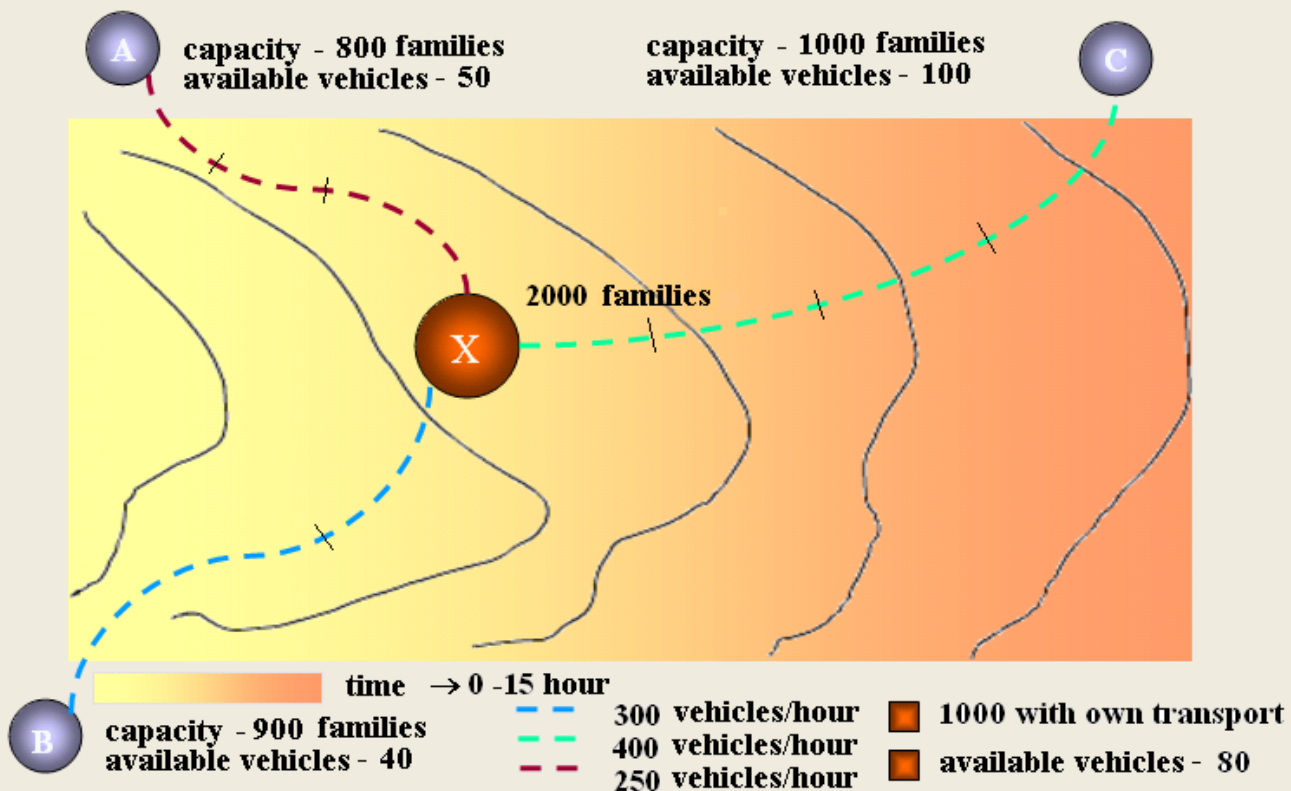 A
capacity - 800 families
available vehicles - 50
capacity - 1000 families
available vehicles - 100
C
2000 families
X
time → 0 -15 hour
B
capacity - 900 families
available vehicles - 40
300 vehicles/hour
400 vehicles/hour
250 vehicles/hour
1000 with own transport
available vehicles - 80